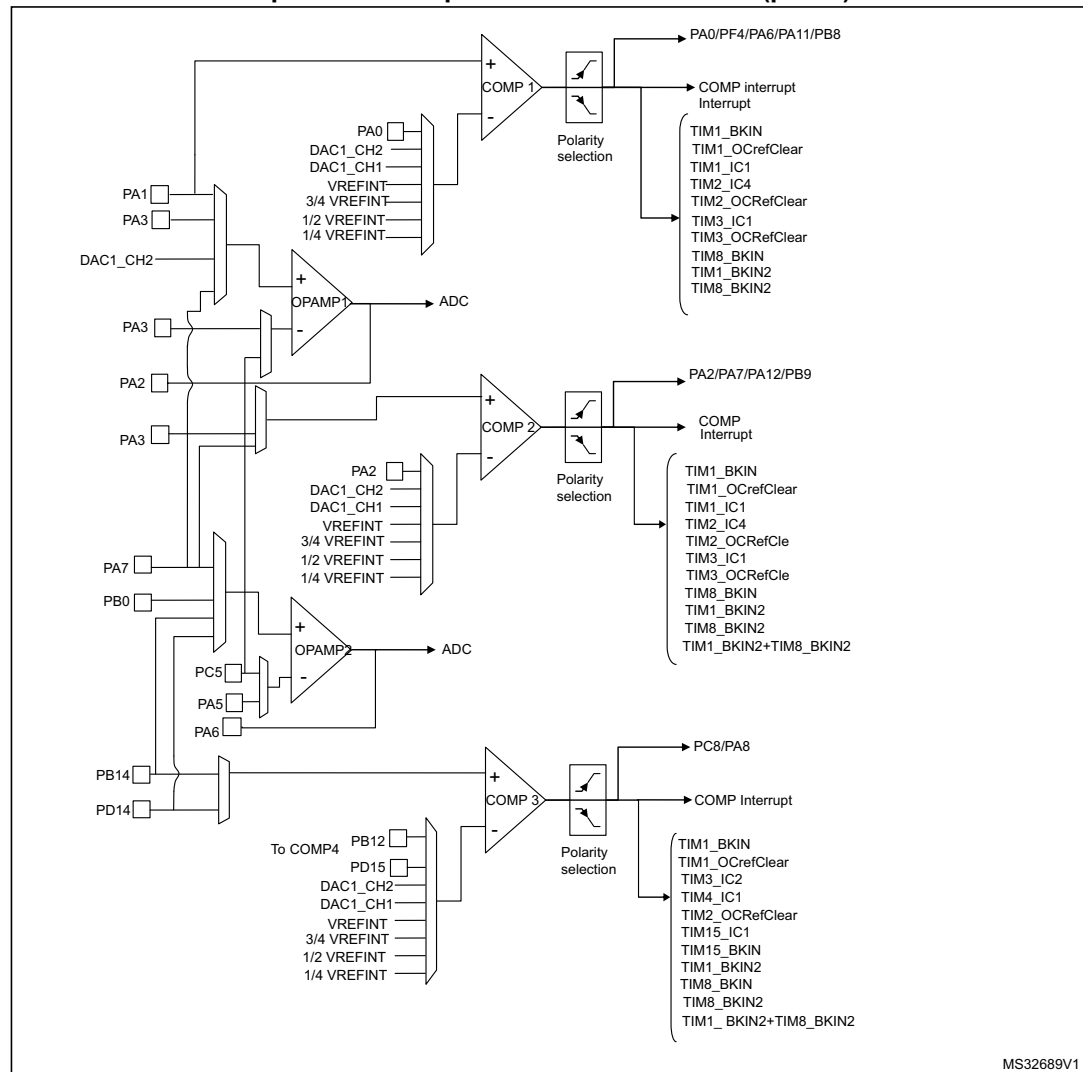 PA0/PF4/PA6/PA11/PB8
+
COMP 1
-
COMP interrupt
Interrupt
Polarity
selection
PA0
DAC1_CH2
DAC1_CH1
VREFINT
3/4 VREFINT
1/2 VREFINT
1/4 VREFINT
TIM1_BKIN
TIM1_OCrefClear
TIM1_IC1
TIM2_IC4
TIM2_OCRefClear
TIM3_IC1
TIM3_OCRefClear
TIM8_BKIN
TIM1_BKIN2
TIM8_BKIN2
PA1
PA3
DAC1_CH2
+
OPAMP1
-
ADC
PA3
PA2
PA2/PA7/PA12/PB9
+
COMP 2
-
COMP
Interrupt
Polarity
selection
PA3
PA2
DAC1_CH2
DAC1_CH1
VREFINT
3/4 VREFINT
1/2 VREFINT
1/4 VREFINT
TIM1_BKIN
TIM1_OCrefClear
TIM1_IC1
TIM2_IC4
TIM2_OCRefCle
TIM3_IC1
TIM3_OCRefCle
TIM8_BKIN
TIM1_BKIN2
TIM8_BKIN2
TIM1_BKIN2+TIM8_BKIN2
PA7
PB0
+
OPAMP2
-
ADC
PC5
PA5
PA6
PC8/PA8
PB14
PD14
+
COMP 3
-
COMP Interrupt
Polarity
selection
To COMP4
PB12
PD15
DAC1_CH2
DAC1_CH1
VREFINT
3/4 VREFINT
1/2 VREFINT
1/4 VREFINT
TIM1_BKIN
TIM1_OCrefClear
TIM3_IC2
TIM4_IC1
TIM2_OCRefClear
TIM15_IC1
TIM15_BKIN
TIM1_BKIN2
TIM8_BKIN
TIM8_BKIN2
TIM1_ BKIN2+TIM8_BKIN2
MS32689V1